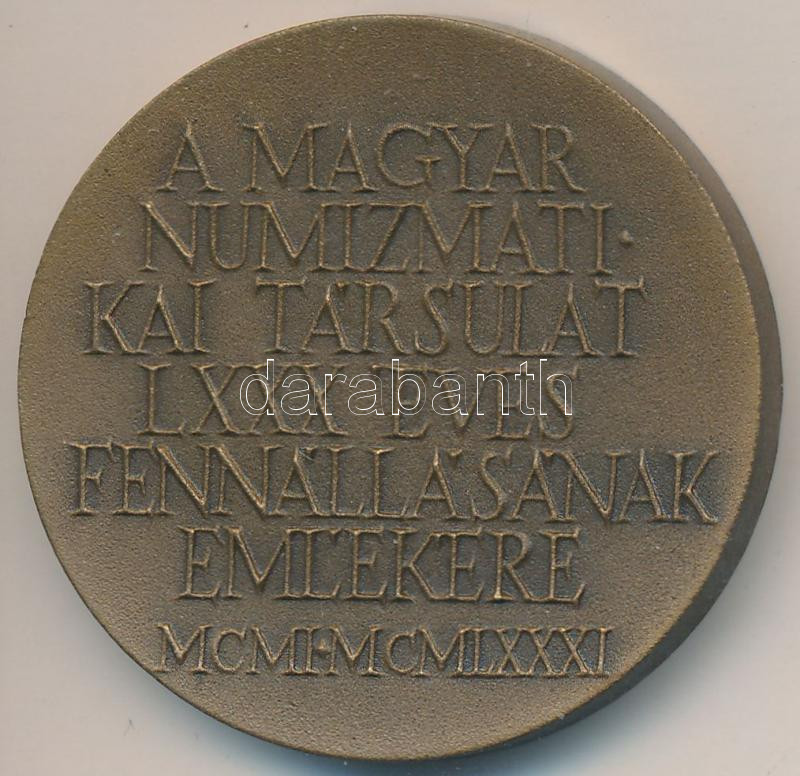 A MAGYAR
NUMIZMATI·
KAI TÁRSULAT
LXXX ÉVES
darabanth
FENNÁLLÁSÁNAK
EMLÉKÉRE
MCMI·MCMLXXXI